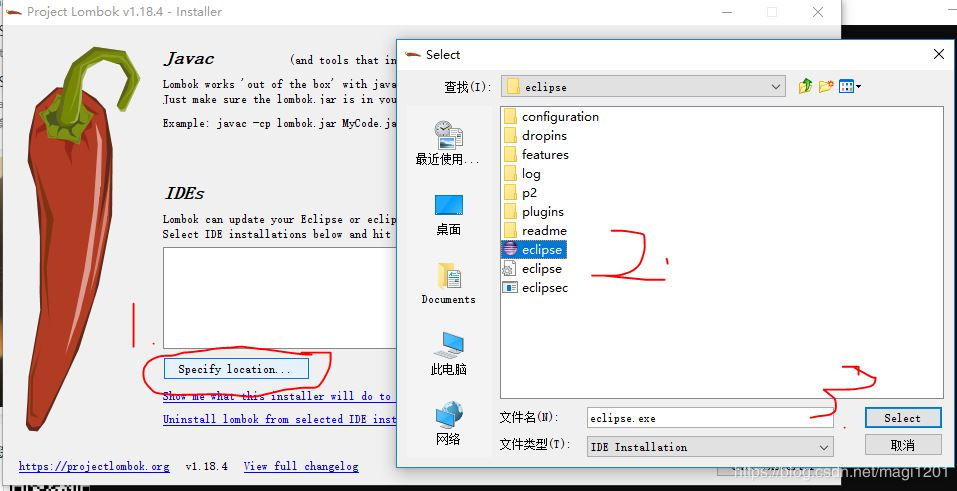 Project Lombok v1.18.4 - Installer
Javac (and tools that in
Lombok works 'out of the box' with java
Just make sure the lombok.jar is in you
Example: javac -cp lombok.jar MyCode.ja
IDEs
Lombok can update your Eclipse or eclip
Select IDE installations below and hit
1.
Specify location...
Show me what this installer will do to
Uninstall lombok from selected IDE inst
https://projectlombok.org v1.18.4 View full changelog
Select
查找(I): eclipse
最近使用...
桌面
Documents
此电脑
网络
configuration
dropins
features
log
p2
plugins
readme
eclipse
eclipse
eclipsec
2.
3.
文件名(N): eclipse.exe Select
文件类型(T): IDE Installation 取消
https://blog.csdn.net/magi1201